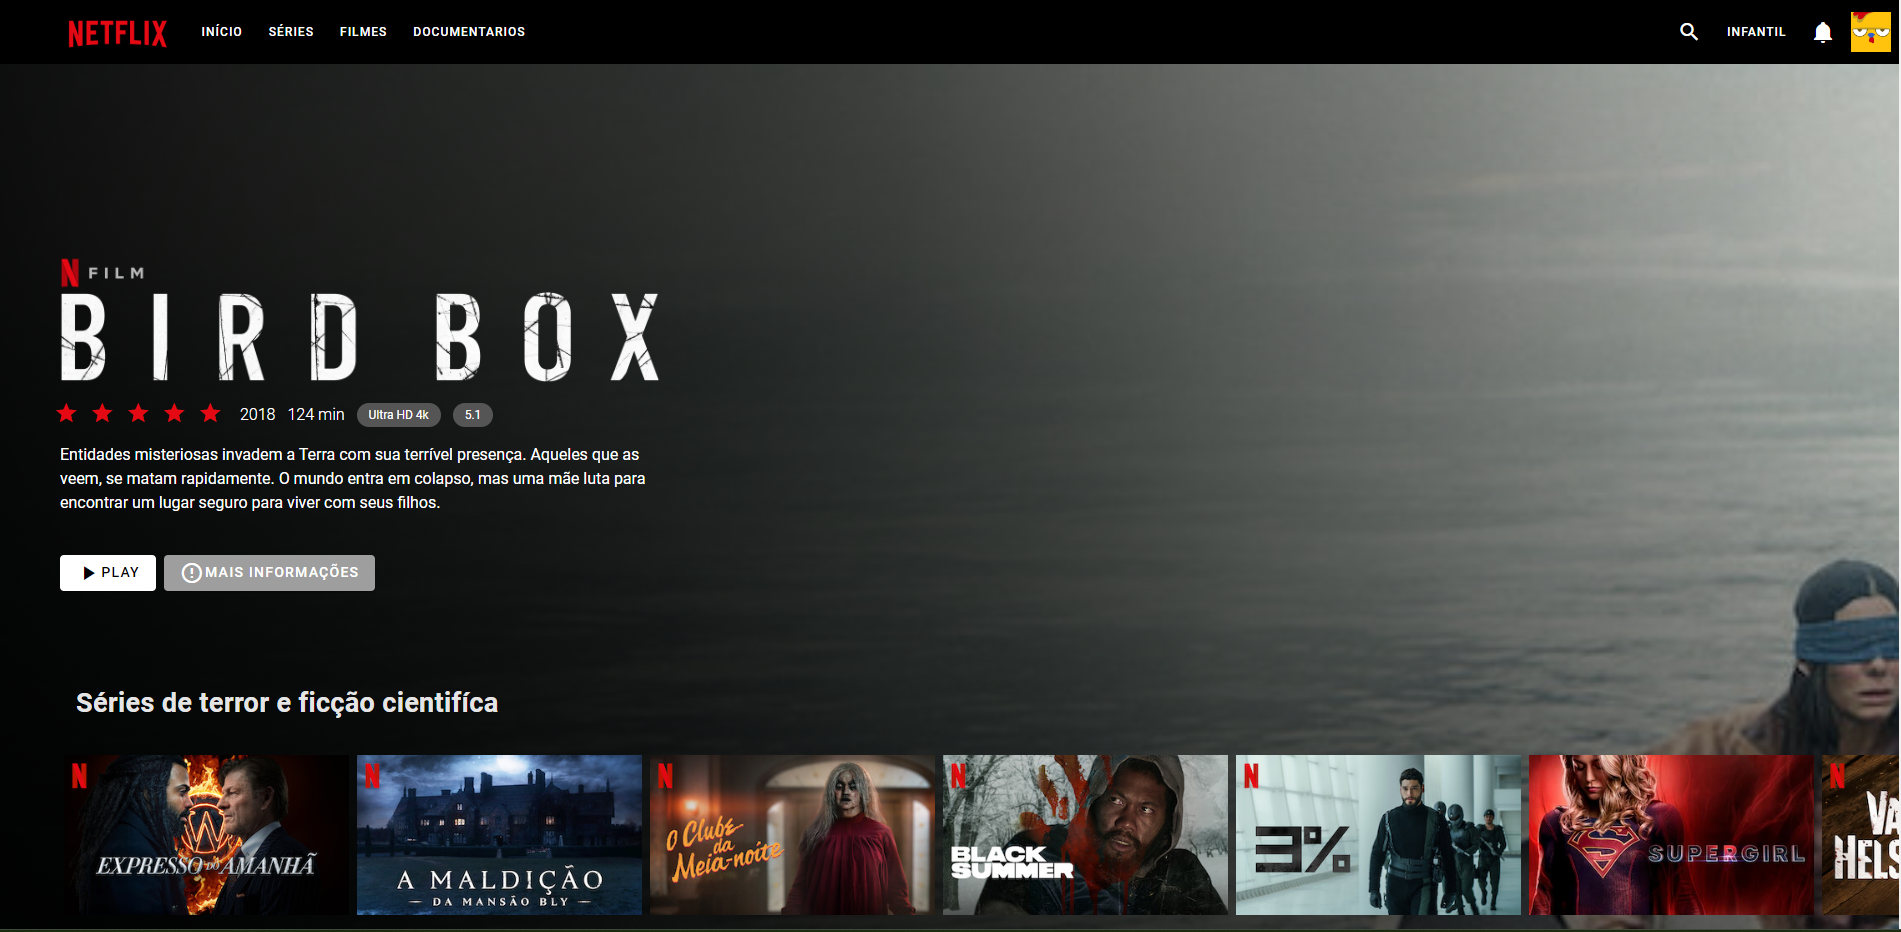 NETFLIX INÍCIO SÉRIES FILMES DOCUMENTARIOS INFANTIL
N FILM
BIRD BOX
2018 124 min Ultra HD 4k 5.1
Entidades misteriosas invadem a Terra com sua terrível presença. Aqueles que as
veem, se matam rapidamente. O mundo entra em colapso, mas uma mãe luta para
encontrar um lugar seguro para viver com seus filhos.
PLAY MAIS INFORMAÇÕES
Séries de terror e ficção cientifíca
N
EXPRESSO DO AMANHÃ
N
A MALDIÇÃO
DA MANSÃO BLY
N
O Clube
da
Meia-noite
N
BLACK
SUMMER
N
3%
SUPERGIRL
N
VA
HELS